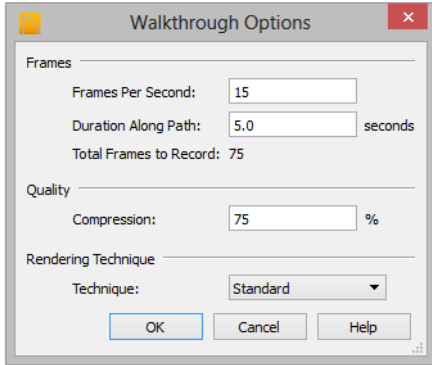 Walkthrough Options
Frames
Frames Per Second: 15
Duration Along Path: 5.0 seconds
Total Frames to Record: 75
Quality
Compression: 75 %
Rendering Technique
Technique: Standard
OK Cancel Help